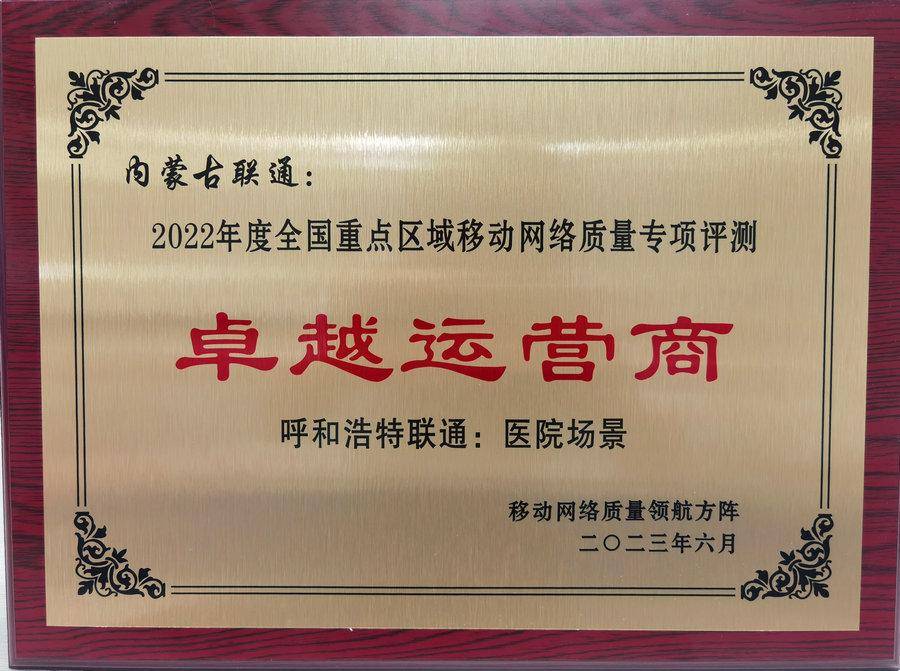 内蒙古联通：
2022年度全国重点区域移动网络质量专项评测
卓越运营商
呼和浩特联通：医院场景
移动网络质量领航方阵
二〇二三年六月